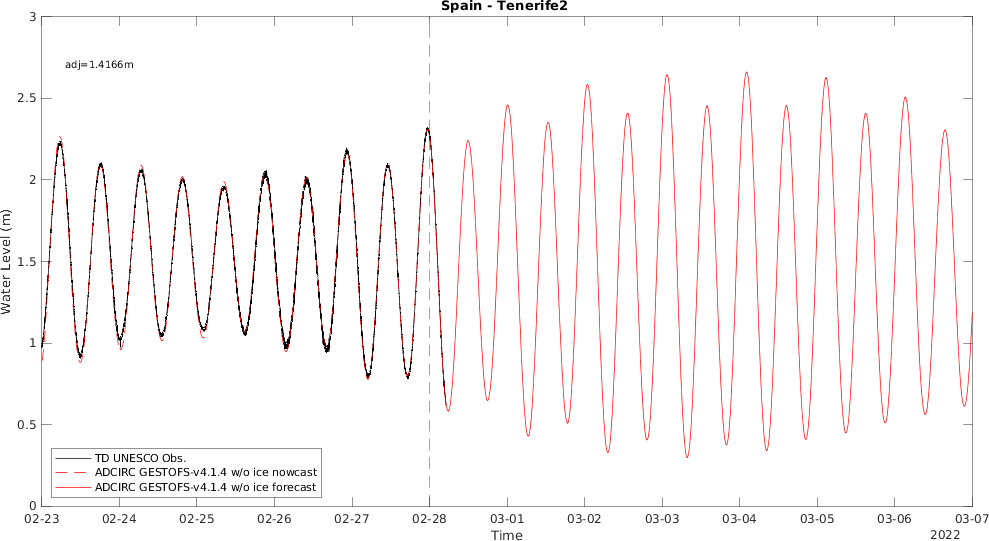 Spain - Tenerife2
adj=1.4166m
3
2.5
2
1.5
1
0.5
0
Water Level (m)
TD UNESCO Obs.
ADCIRC GESTOFS-v4.1.4 w/o ice nowcast
ADCIRC GESTOFS-v4.1.4 w/o ice forecast
02-23 02-24 02-25 02-26 02-27 02-28 03-01 03-02 03-03 03-04 03-05 03-06 03-07
Time
2022